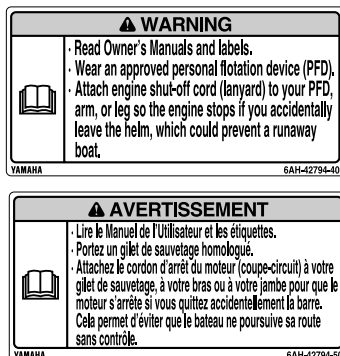 WARNING
· Read Owner's Manuals and labels.
· Wear an approved personal flotation device (PFD).
· Attach engine shut-off cord (lanyard) to your PFD,
arm, or leg so the engine stops if you accidentally
leave the helm, which could prevent a runaway
boat.
YAMAHA 6AH-42794-40
AVERTISSEMENT
· Lire le Manuel de l'Utilisateur et les étiquettes.
· Portez un gilet de sauvetage homologué.
· Attachez le cordon d'arrêt du moteur (coupe-circuit) à votre
gilet de sauvetage, à votre bras ou à votre jambe pour que le
moteur s'arrête si vous quittez accidentellement la barre.
Cela permet d'éviter que le bateau ne poursuive sa route
sans contrôle.
YAMAHA 6AH-42794-50